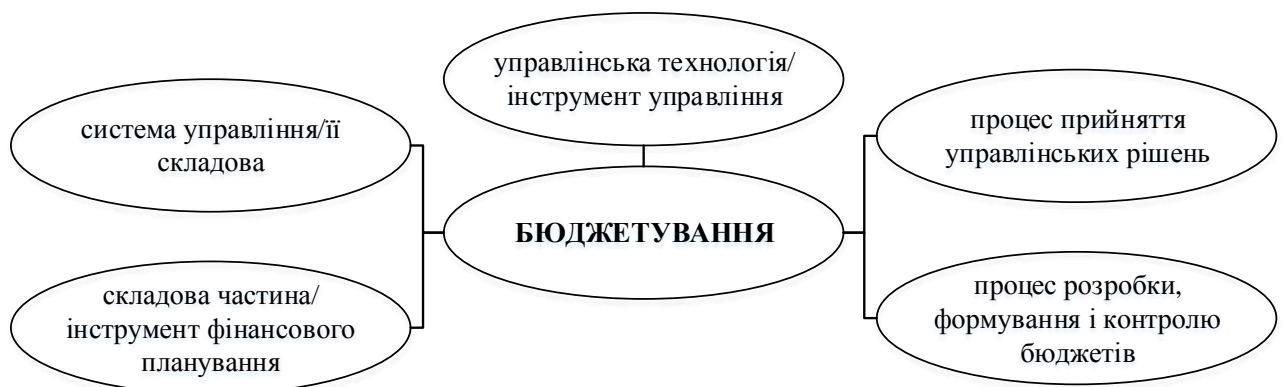 управлінська технологія/
інструмент управління
система управління/її
складова
процес прийняття
управлінських рішень
БЮДЖЕТУВАННЯ
складова частина/
інструмент фінансового
планування
процес розробки,
формування і контролю
бюджетів